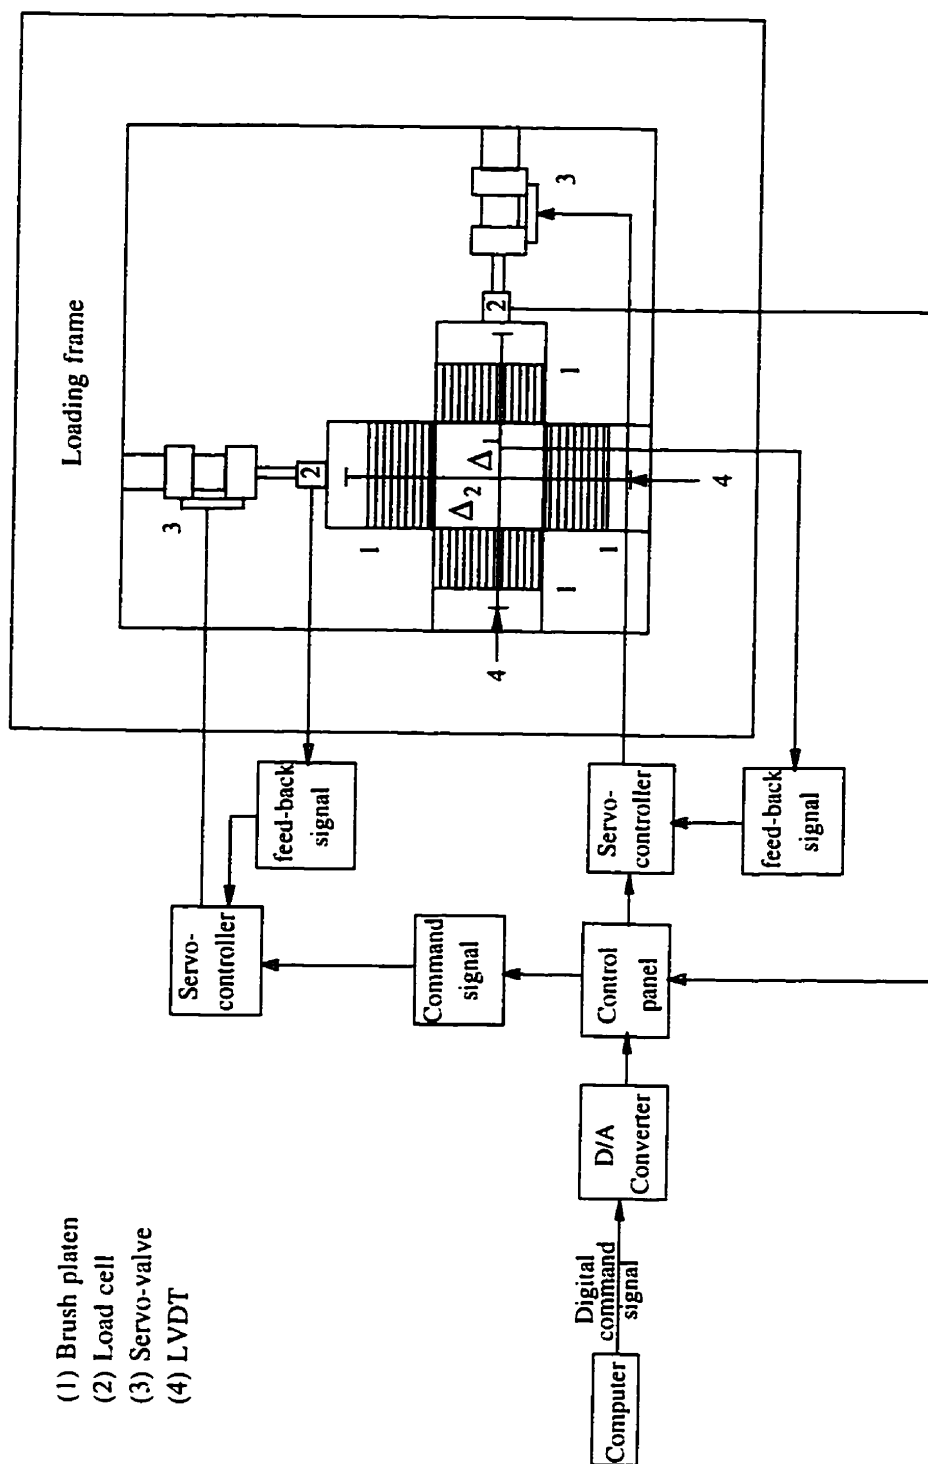 (1) Brush platen
(2) Load cell
(3) Servo-valve
(4) LVDT
Loading frame
3
2
1
Δ2
Δ1
1
1
1
2
3
4
4
Servo-
controller
feed-back
signal
Command
signal
Computer
Digital
command
signal
D/A
Converter
Control
panel
Servo-
controller
feed-back
signal